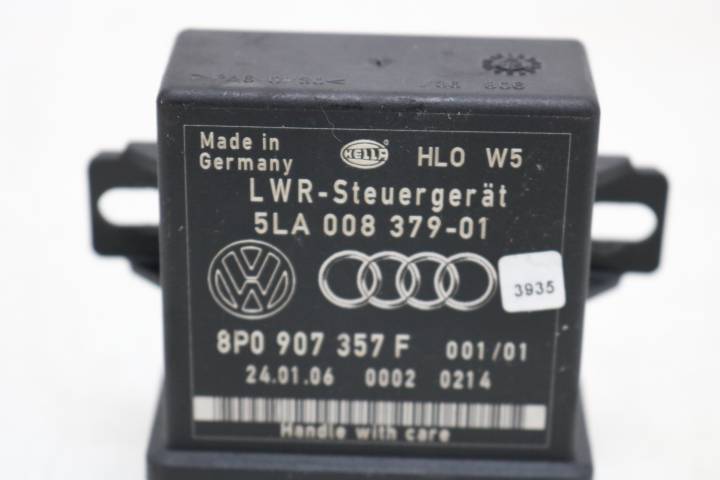 Made in
Germany
HELLA
HLO W5
LWR-Steuergerät
5LA 008 379-01
3935
8P0 907 357 F 001/01
24.01.06 0002 0214
Handle with care